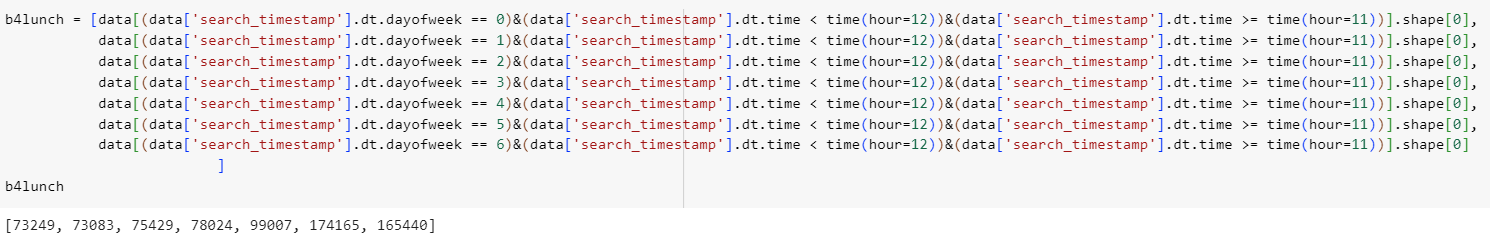 b4lunch = [data[(data['search_timestamp'].dt.dayofweek == 0)&(data['search_timestamp'].dt.time < time(hour=12))&(data['search_timestamp'].dt.time >= time(hour=11))].shape[0],
data[(data['search_timestamp'].dt.dayofweek == 1)&(data['search_timestamp'].dt.time < time(hour=12))&(data['search_timestamp'].dt.time >= time(hour=11))].shape[0],
data[(data['search_timestamp'].dt.dayofweek == 2)&(data['search_timestamp'].dt.time < time(hour=12))&(data['search_timestamp'].dt.time >= time(hour=11))].shape[0],
data[(data['search_timestamp'].dt.dayofweek == 3)&(data['search_timestamp'].dt.time < time(hour=12))&(data['search_timestamp'].dt.time >= time(hour=11))].shape[0],
data[(data['search_timestamp'].dt.dayofweek == 4)&(data['search_timestamp'].dt.time < time(hour=12))&(data['search_timestamp'].dt.time >= time(hour=11))].shape[0],
data[(data['search_timestamp'].dt.dayofweek == 5)&(data['search_timestamp'].dt.time < time(hour=12))&(data['search_timestamp'].dt.time >= time(hour=11))].shape[0],
data[(data['search_timestamp'].dt.dayofweek == 6)&(data['search_timestamp'].dt.time < time(hour=12))&(data['search_timestamp'].dt.time >= time(hour=11))].shape[0]
]
b4lunch
[73249, 73083, 75429, 78024, 99007, 174165, 165440]